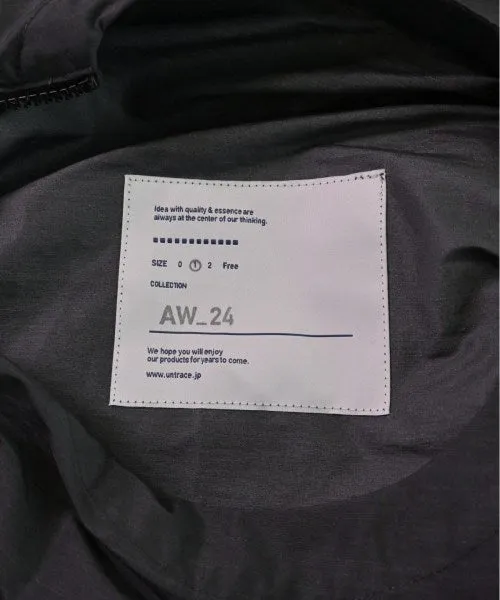 Idea with quality & essence are
always at the center of our thinking.
SIZE 0 1 2 Free
COLLECTION
AW_24
We hope you will enjoy
our products for years to come.
www.untrace.jp